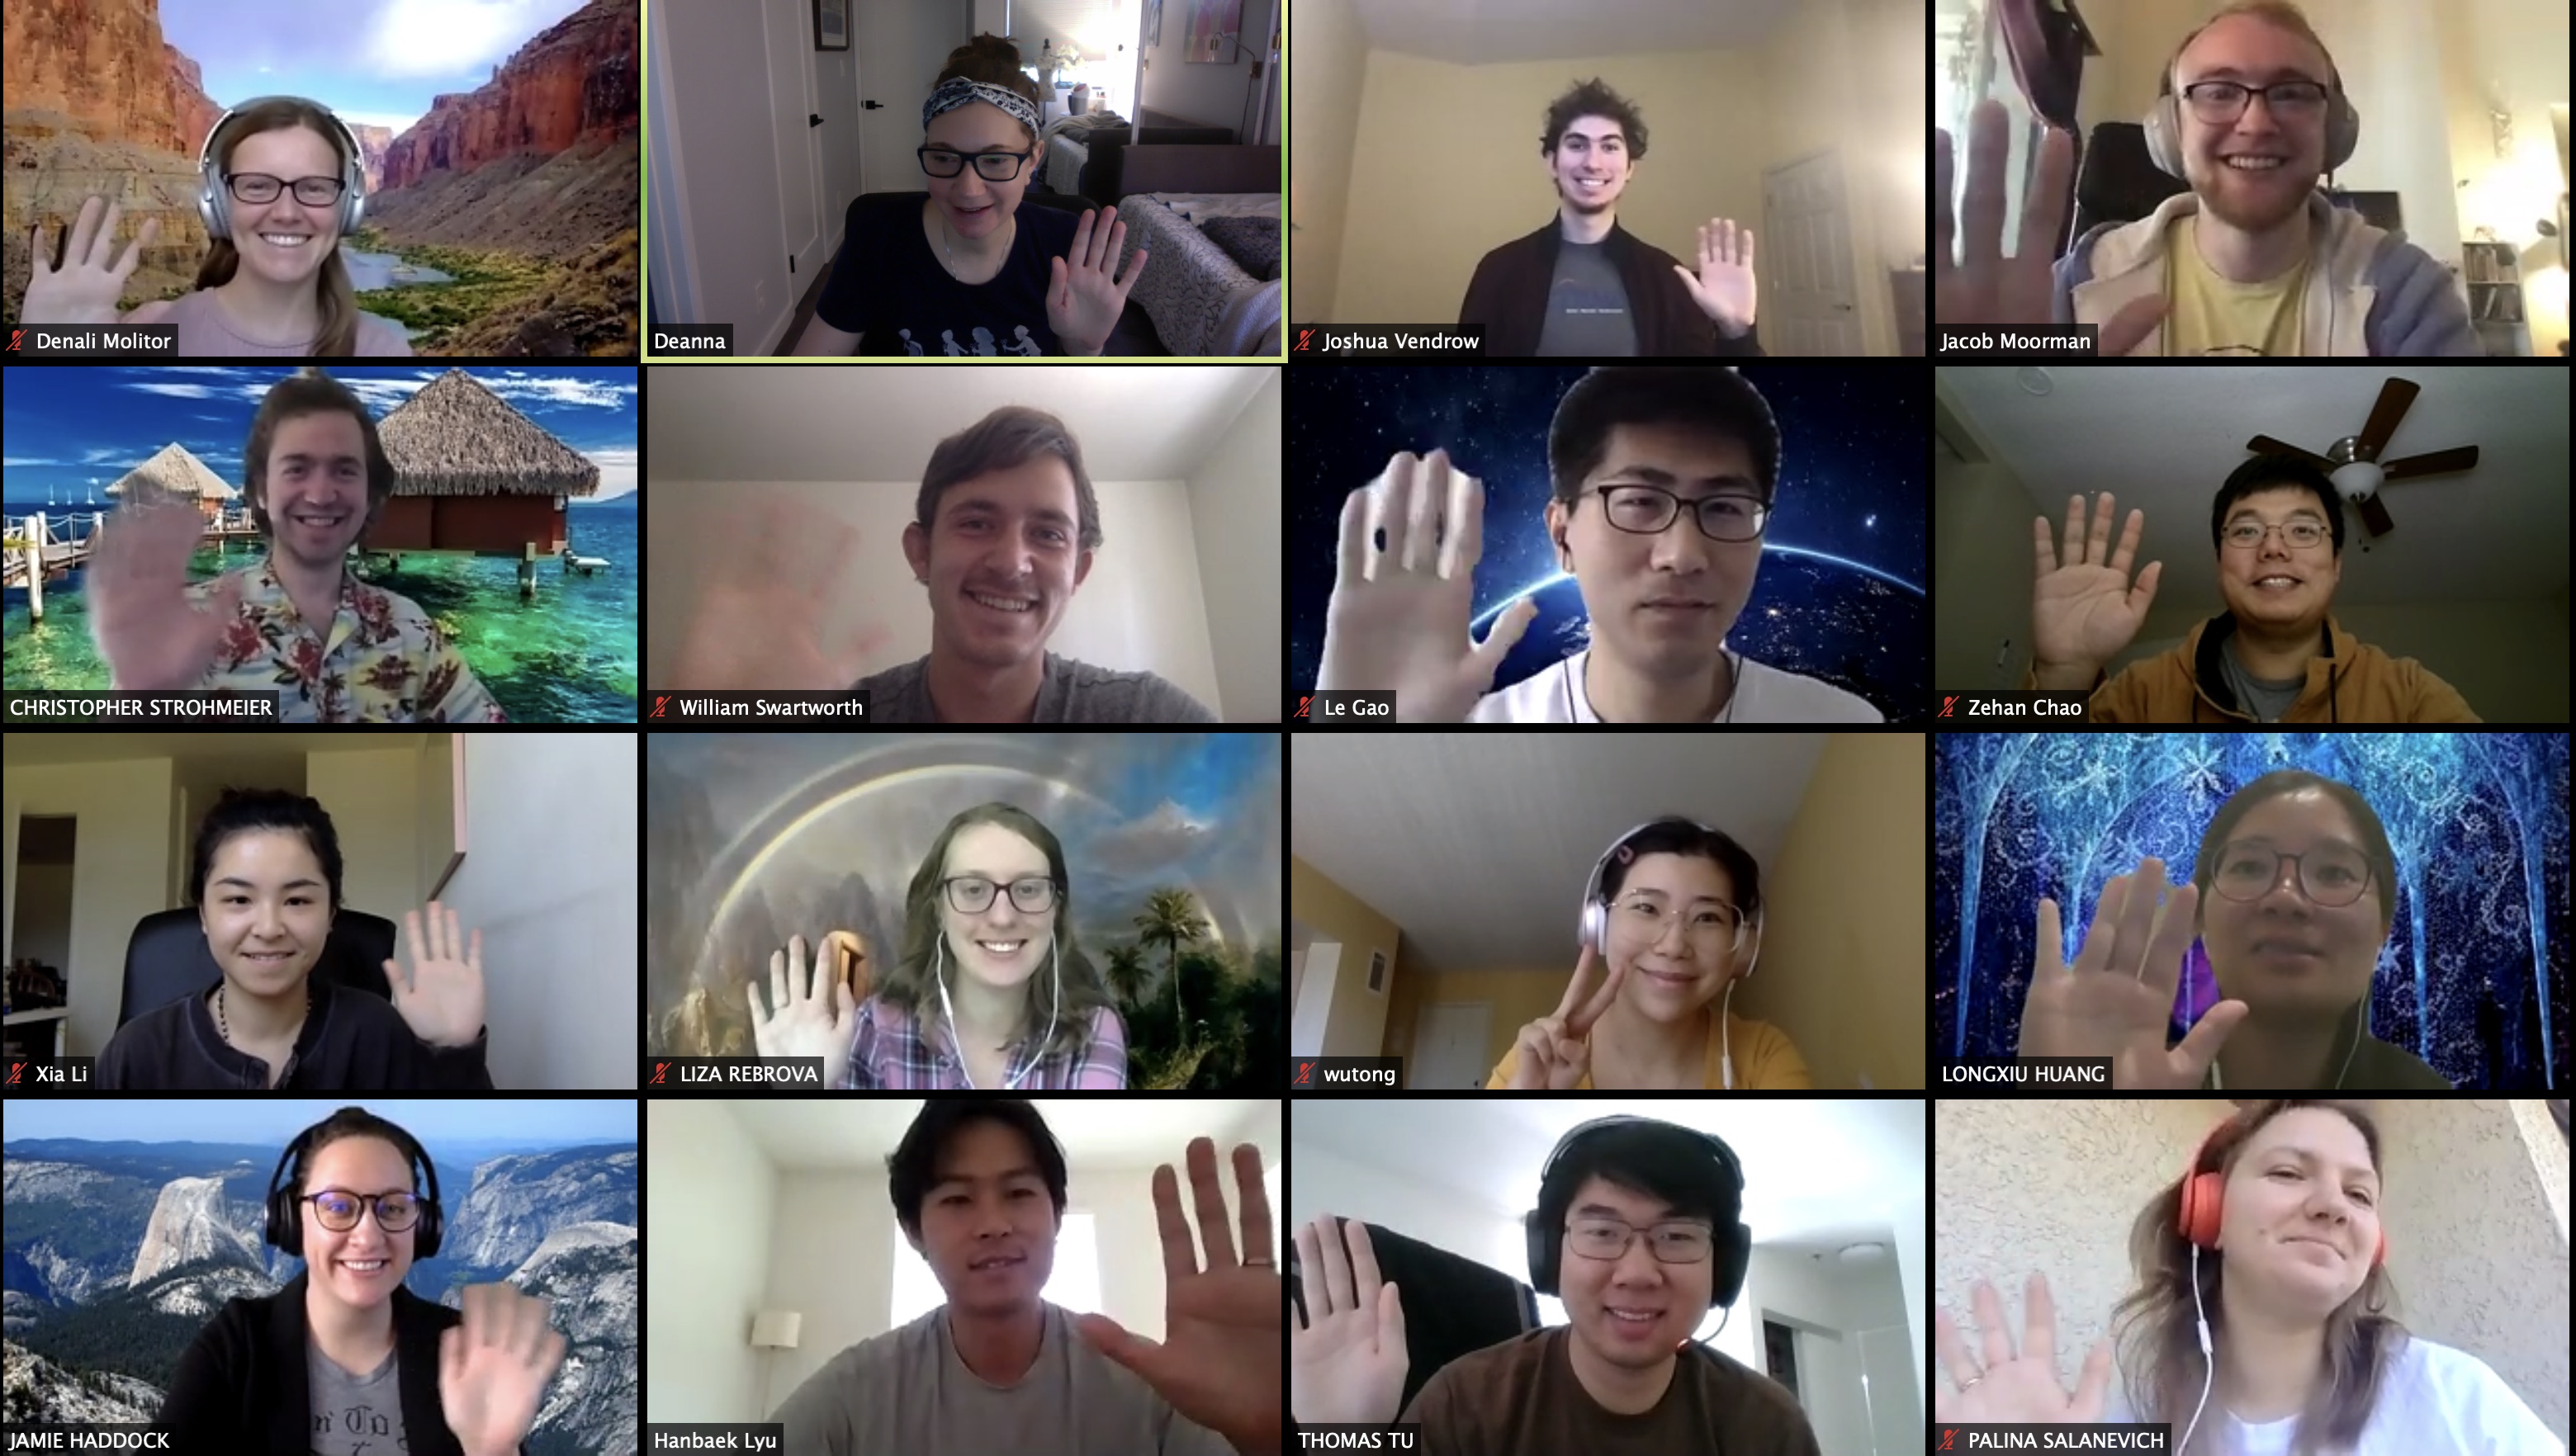 Denali Molitor
Deanna
Joshua Vendrow
Jacob Moorman
CHRISTOPHER STROHMEIER
William Swartworth
Le Gao
Zehan Chao
Xia Li
LIZA REBROVA
wutong
LONGXIU HUANG
JAMIE HADDOCK
Hanbaek Lyu
THOMAS TU
PALINA SALANEVICH